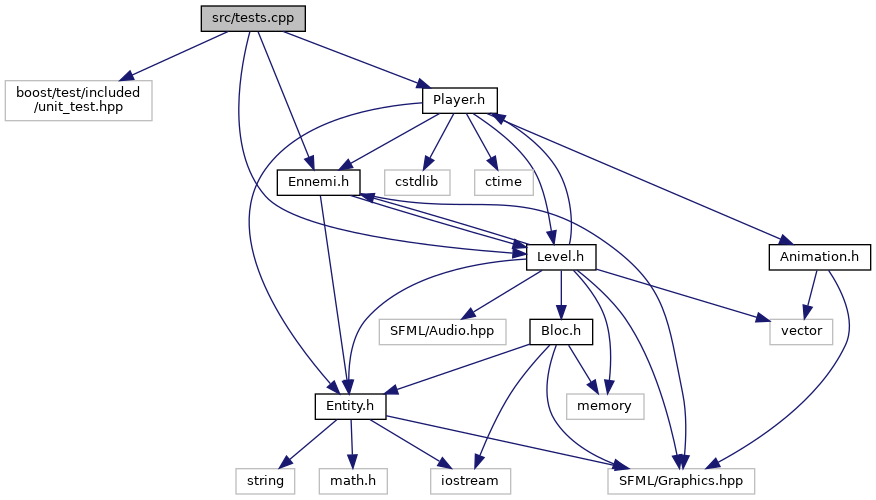 src/tests.cpp
boost/test/included
/unit_test.hpp
Player.h
Ennemi.h
cstdlib
ctime
Level.h
Animation.h
SFML/Audio.hpp
Bloc.h
vector
Entity.h
memory
string
math.h
iostream
SFML/Graphics.hpp